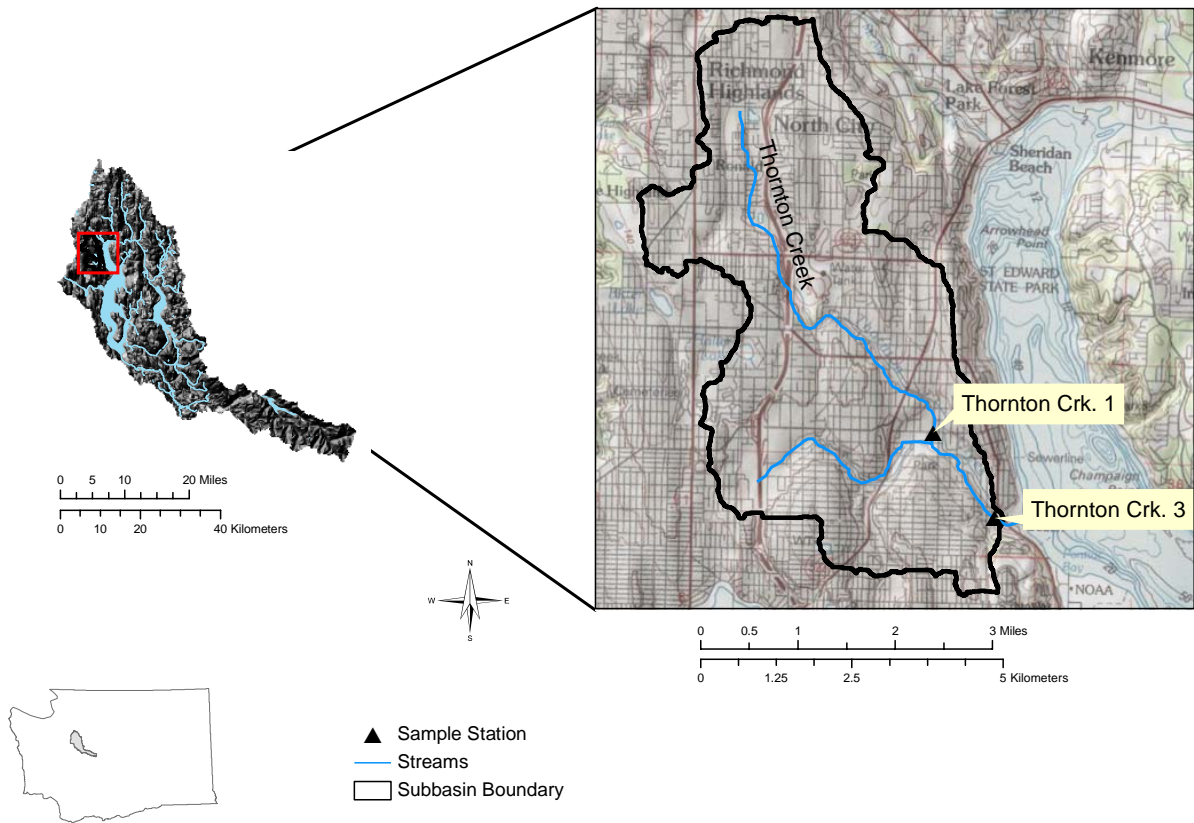 Richmond
Highlands
North City
Kenmore
Lake Forest
Park
Sheridan
Beach
Thornton Creek
Arrowhead
Point
ST EDWARD
STATE PARK
Thornton Crk. 1
Park
Sewerline
Champaign
Thornton Crk. 3
Bay
NOAA
0 5 10 20 Miles
0 10 20 40 Kilometers
N
W E
S
0 0.5 1 2 3 Miles
0 1.25 2.5 5 Kilometers
Sample Station
Streams
Subbasin Boundary